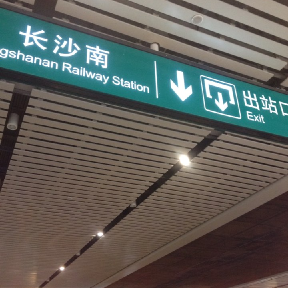 长沙南
gshanan Railway Station
出站口
Exit